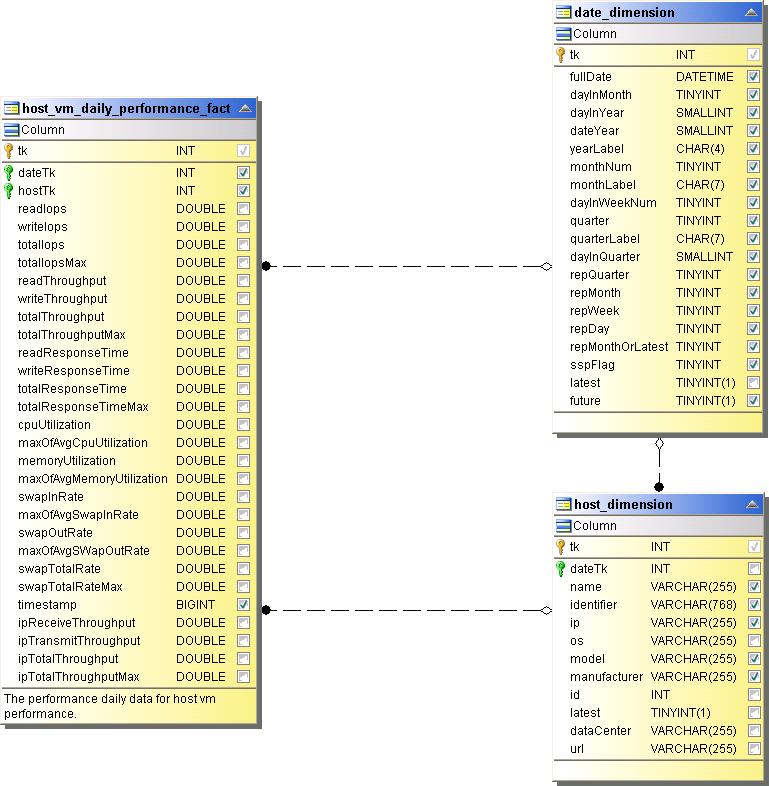 host_vm_daily_performance_fact
Column
tk INT
dateTk INT
hostTk INT
readIops DOUBLE
writeIops DOUBLE
totalIops DOUBLE
totalIopsMax DOUBLE
readThroughput DOUBLE
writeThroughput DOUBLE
totalThroughput DOUBLE
totalThroughputMax DOUBLE
readResponseTime DOUBLE
writeResponseTime DOUBLE
totalResponseTime DOUBLE
totalResponseTimeMax DOUBLE
cpuUtilization DOUBLE
maxOfAvgCpuUtilization DOUBLE
memoryUtilization DOUBLE
maxOfAvgMemoryUtilization DOUBLE
swapInRate DOUBLE
maxOfAvgSwapInRate DOUBLE
swapOutRate DOUBLE
maxOfAvgSWapOutRate DOUBLE
swapTotalRate DOUBLE
swapTotalRateMax DOUBLE
timestamp BIGINT
ipReceiveThroughput DOUBLE
ipTransmitThroughput DOUBLE
ipTotalThroughput DOUBLE
ipTotalThroughputMax DOUBLE
The performance daily data for host vm
performance.
date_dimension
Column
tk INT
fullDate DATETIME
dayInMonth TINYINT
dayInYear SMALLINT
dateYear SMALLINT
yearLabel CHAR(4)
monthNum TINYINT
monthLabel CHAR(7)
dayInWeekNum TINYINT
quarter TINYINT
quarterLabel CHAR(7)
dayInQuarter SMALLINT
repQuarter TINYINT
repMonth TINYINT
repWeek TINYINT
repDay TINYINT
repMonthOrLatest TINYINT
sspFlag TINYINT
latest TINYINT(1)
future TINYINT(1)
host_dimension
Column
tk INT
dateTk INT
name VARCHAR(255)
identifier VARCHAR(768)
ip VARCHAR(255)
os VARCHAR(255)
model VARCHAR(255)
manufacturer VARCHAR(255)
id INT
latest TINYINT(1)
dataCenter VARCHAR(255)
url VARCHAR(255)